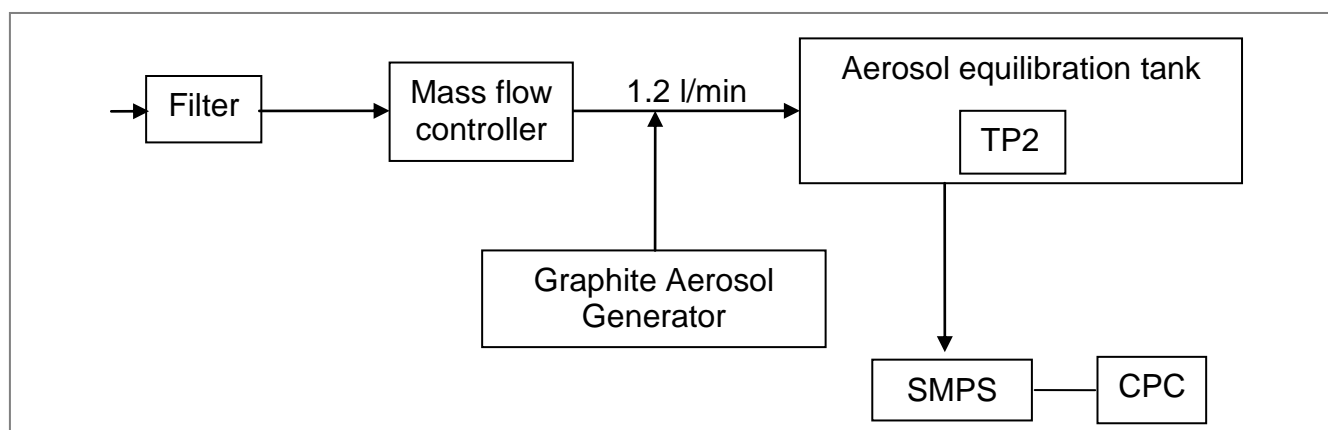 Filter
Mass flow
controller
1.2 l/min
Aerosol equilibration tank
TP2
Graphite Aerosol
Generator
SMPS
CPC